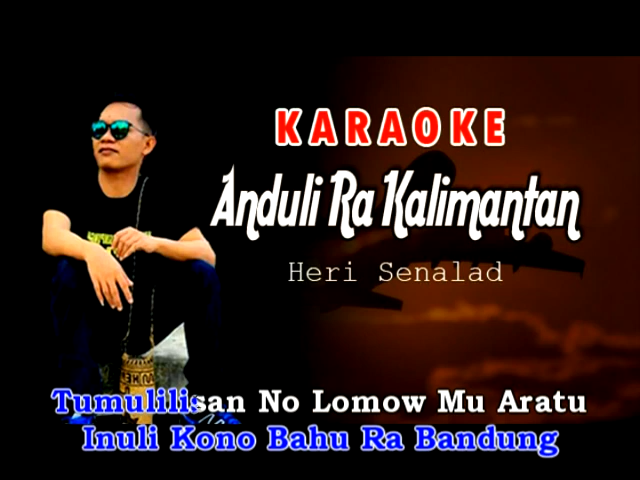 KARAOKE
Anduli Ra Kalimantan
Heri Senalad
Tumulilisan No Lomow Mu Aratu
Inuli Kono Bahu Ra Bandung